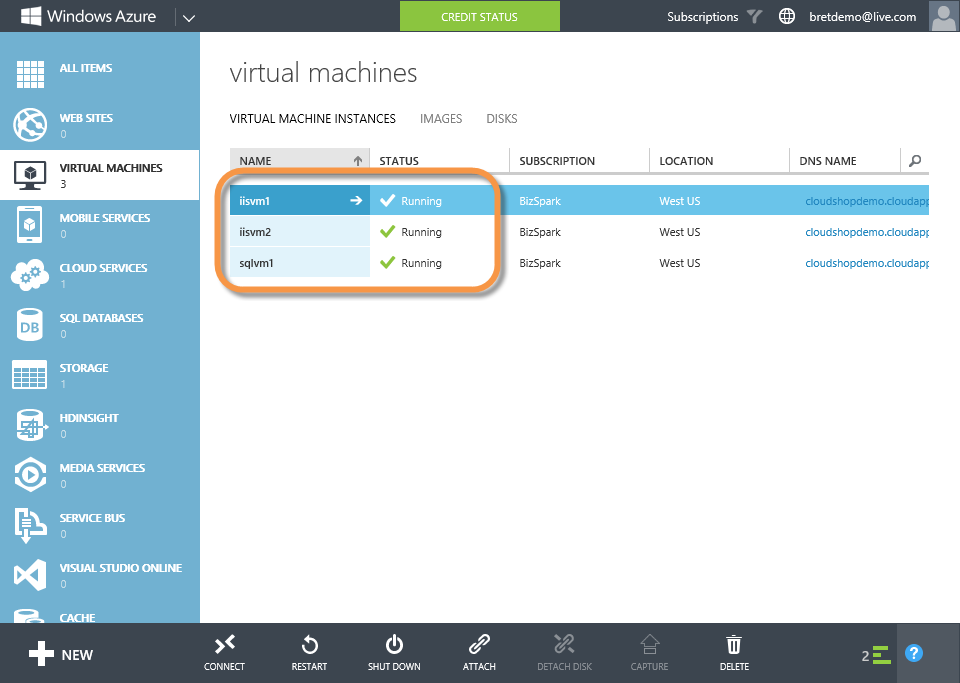 Windows Azure
CREDIT STATUS
Subscriptions
bretdemo@live.com
ALL ITEMS
WEB SITES
0
VIRTUAL MACHINES
3
MOBILE SERVICES
0
CLOUD SERVICES
1
SQL DATABASES
0
DB
STORAGE
1
HDINSIGHT
0
MEDIA SERVICES
0
SERVICE BUS
0
VISUAL STUDIO ONLINE
0
CACHE
virtual machines
VIRTUAL MACHINE INSTANCES IMAGES DISKS
NAME STATUS SUBSCRIPTION LOCATION DNS NAME
iisvm1 Running BizSpark West US cloudshopdemo.cloudapp
iisvm2 Running BizSpark West US cloudshopdemo.cloudapp
sqlvm1 Running BizSpark West US cloudshopdemo.cloudapp
NEW
CONNECT
RESTART
SHUT DOWN
ATTACH
DETACH DISK
CAPTURE
DELETE
2
?